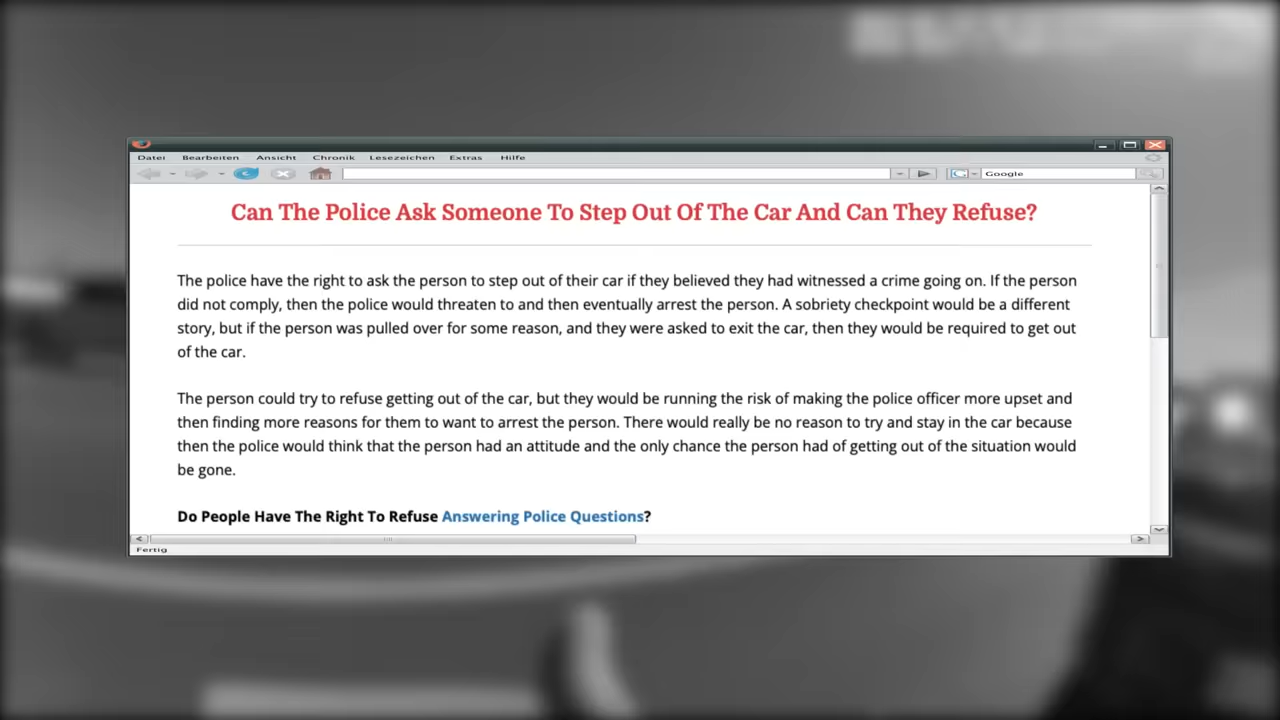 Datei Bearbeiten Ansicht Chronik Lesezeichen Extras Hilfe
Google
Can The Police Ask Someone To Step Out Of The Car And Can They Refuse?
The police have the right to ask the person to step out of their car if they believed they had witnessed a crime going on. If the person
did not comply, then the police would threaten to and then eventually arrest the person. A sobriety checkpoint would be a different
story, but if the person was pulled over for some reason, and they were asked to exit the car, then they would be required to get out
of the car.
The person could try to refuse getting out of the car, but they would be running the risk of making the police officer more upset and
then finding more reasons for them to want to arrest the person. There would really be no reason to try and stay in the car because
then the police would think that the person had an attitude and the only chance the person had of getting out of the situation would
be gone.
Do People Have The Right To Refuse Answering Police Questions?
Fertig